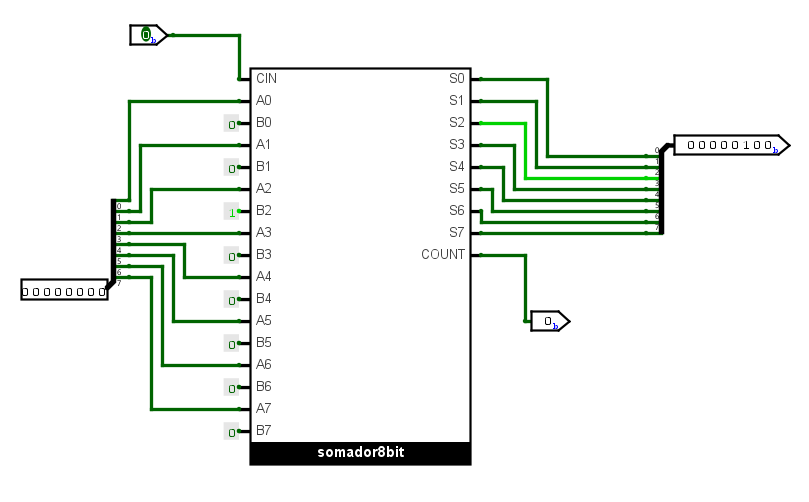 0b
CIN S0
A0 S1
0 B0 S2
A1 S3
0 B1 S4
A2 S5
1 B2 S6
A3 S7
0 B3 COUNT
A4
0 B4
A5
0 B5
A6
0 B6
A7
0 B7
somador8bit
0
1
2
3
4
5
6
7
00000000
0
1
2
3
4
5
6
7
00000100b
0b